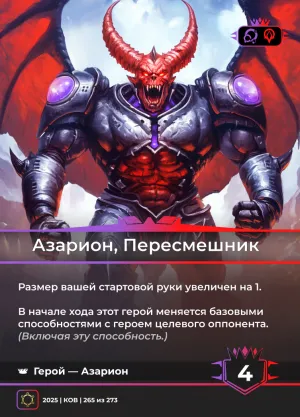 Азарион, Пересмешник
Размер вашей стартовой руки увеличен на 1.
В начале хода этот герой меняется базовыми
способностями с героем целевого оппонента.
(Включая эту способность.)
Герой — Азарион
4
2025 | КОВ | 265 из 273